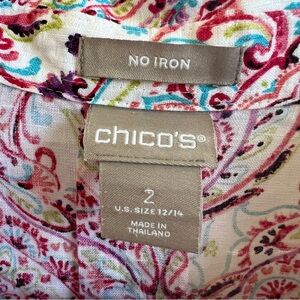 NO IRON
chico's®
2
U.S. SIZE 12/14
MADE IN
THAILAND